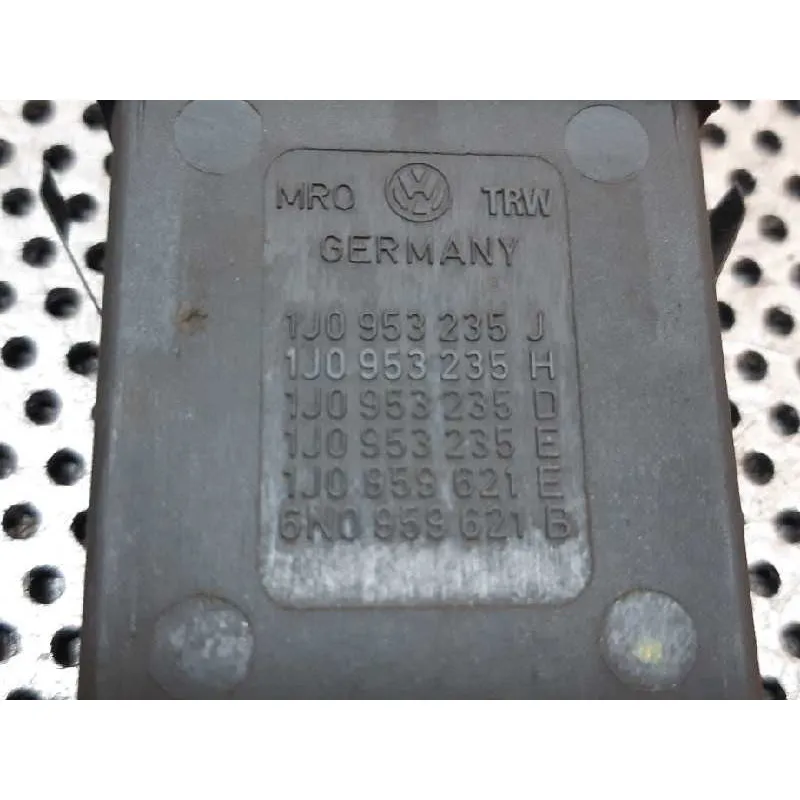 MRO VW TRW
GERMANY
1J0 953 235 J
1J0 953 235 H
1J0 953 235 D
1J0 953 235 E
1J0 959 621 E
6N0 959 621 B